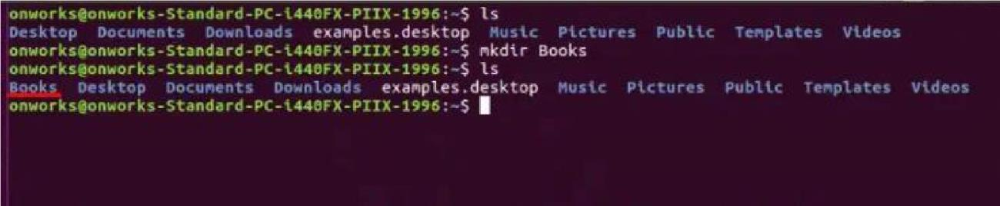 onworks@onworks-Standard-PC-i440FX-PIIX-1996:~$ ls
Desktop  Documents  Downloads  examples.desktop  Music  Pictures  Public  Templates  Videos
onworks@onworks-Standard-PC-i440FX-PIIX-1996:~$ mkdir Books
onworks@onworks-Standard-PC-i440FX-PIIX-1996:~$ ls
Books  Desktop  Documents  Downloads  examples.desktop  Music  Pictures  Public  Templates  Videos
onworks@onworks-Standard-PC-i440FX-PIIX-1996:~$